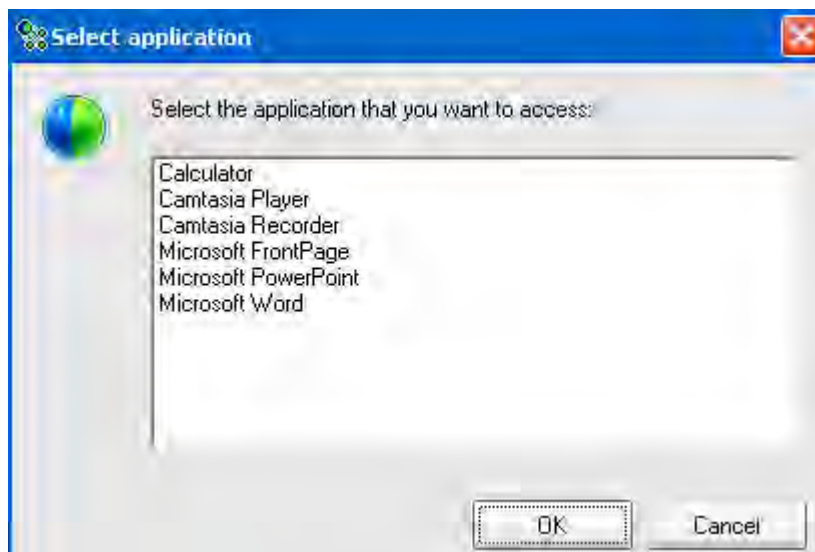 Select application
Select the application that you want to access:
Calculator
Camtasia Player
Camtasia Recorder
Microsoft FrontPage
Microsoft PowerPoint
Microsoft Word
OK
Cancel